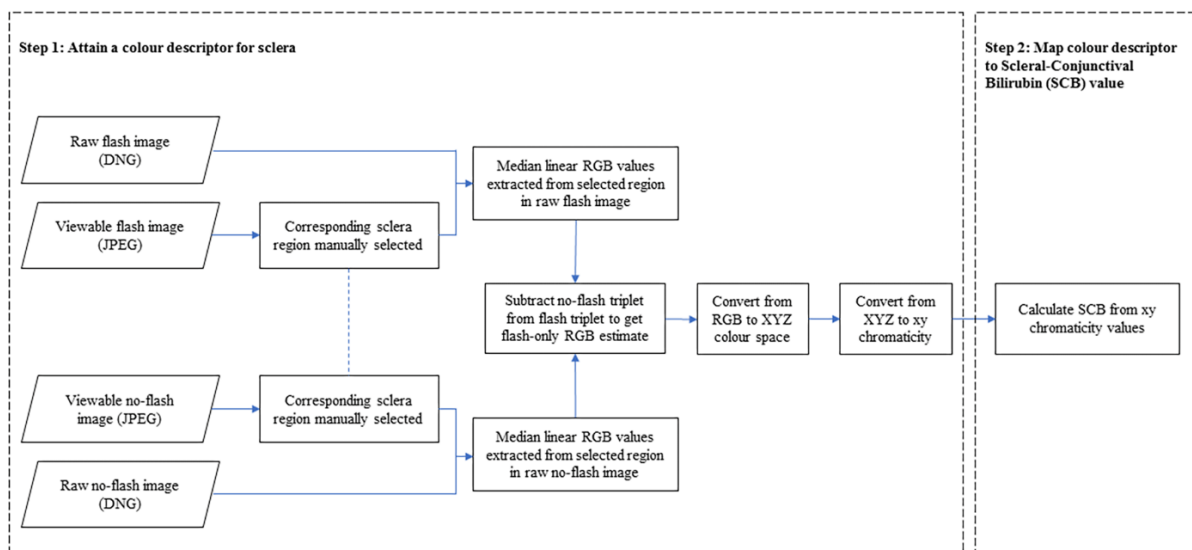 Step 1: Attain a colour descriptor for sclera
Raw flash image
(DNG)
Viewable flash image
(JPEG)
Corresponding sclera
region manually selected
Median linear RGB values
extracted from selected region
in raw flash image
Subtract no-flash triplet
from flash triplet to get
flash-only RGB estimate
Convert from
RGB to XYZ
colour space
Convert from
XYZ to xy
chromaticity
Viewable no-flash
image (JPEG)
Corresponding sclera
region manually selected
Median linear RGB values
extracted from selected region
in raw no-flash image
Raw no-flash image
(DNG)
Step 2: Map colour descriptor
to Scleral-Conjunctival
Bilirubin (SCB) value
Calculate SCB from xy
chromaticity values